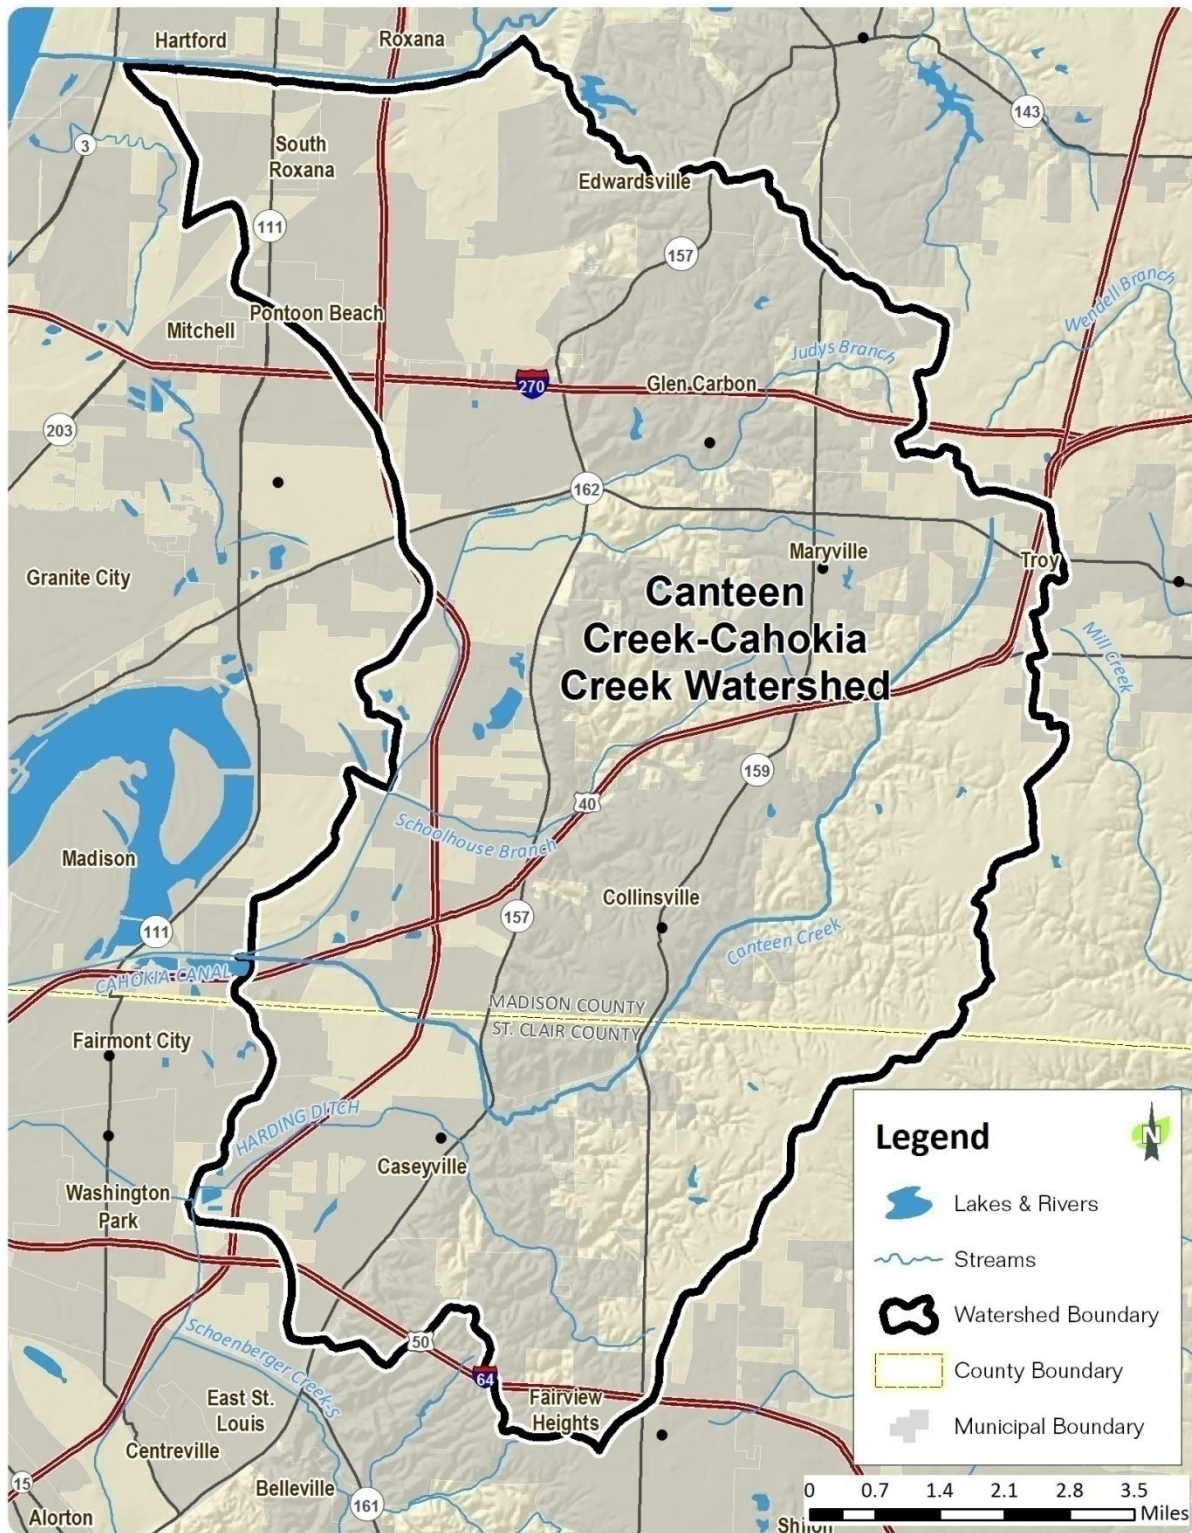 Hartford
Roxana
143
3
South
Roxana
Edwardsville
111
157
Wendell Branch
Pontoon Beach
Mitchell
Judys Branch
270
Glen Carbon
203
162
Maryville
Troy
Granite City
Canteen
Creek-Cahokia
Creek Watershed
Mill Creek
159
40
Schoolhouse Branch
Madison
Collinsville
157
111
Canteen Creek
CAHOKIA CANAL
MADISON COUNTY
ST. CLAIR COUNTY
Fairmont City
HARDING DITCH
Caseyville
Washington
Park
Legend
N
Lakes & Rivers
Streams
Watershed Boundary
County Boundary
Municipal Boundary
Schoenberger Creek-S
50
64
Fairview
Heights
East St.
Louis
Centreville
Belleville
15
161
Alorton
0 0.7 1.4 2.1 2.8 3.5
Miles